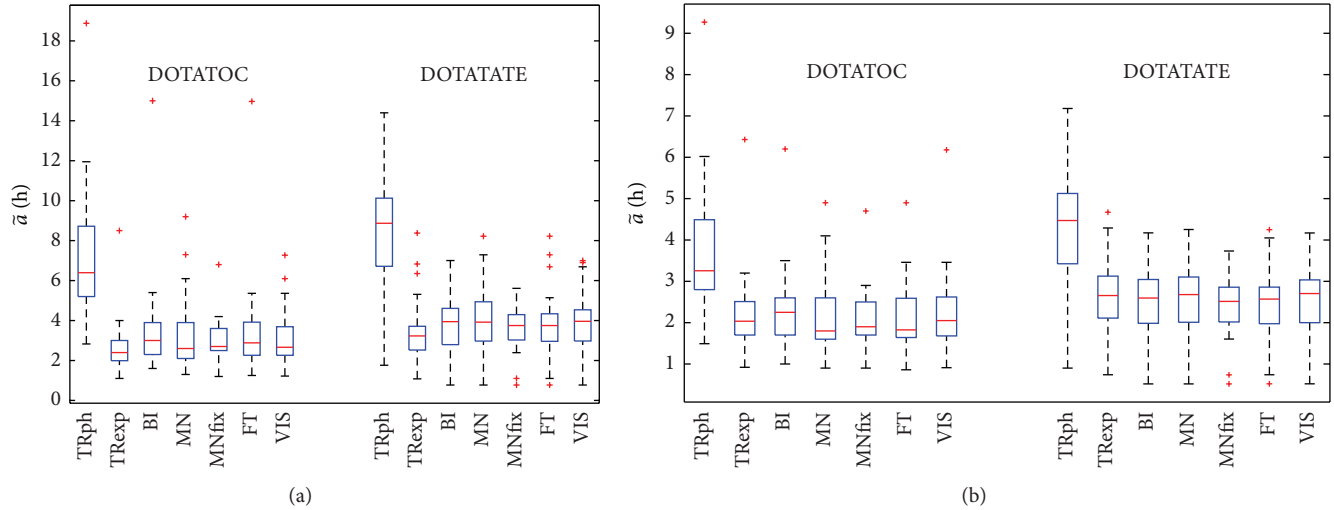 18
16
14
12
10
8
6
4
2
0
ã (h)
DOTATOC
DOTATATE
TRph
TRexp
BI
MN
MNfix
FT
VIS
TRph
TRexp
BI
MN
MNfix
FT
VIS
(a)
9
8
7
6
5
4
3
2
1
ã (h)
DOTATOC
DOTATATE
TRph
TRexp
BI
MN
MNfix
FT
VIS
TRph
TRexp
BI
MN
MNfix
FT
VIS
(b)